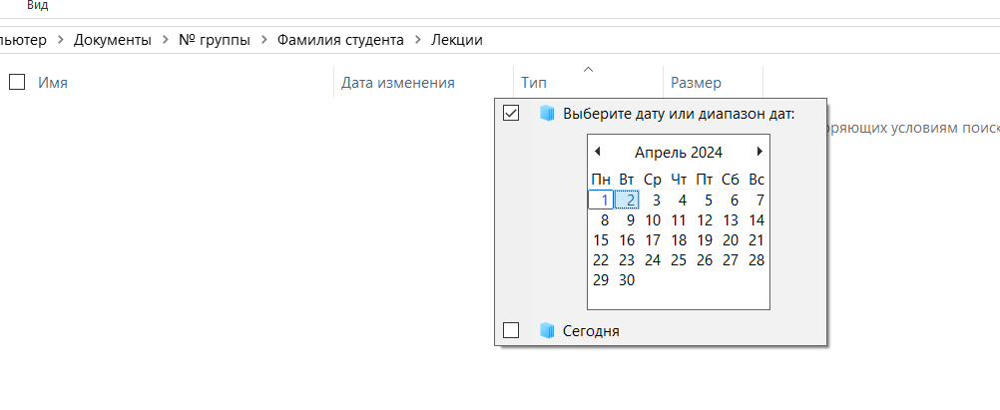 Вид
Документы > № группы > Фамилия студента > Лекции
Имя Дата изменения Тип Размер
Выберите дату или диапазон дат:
условиям
Апрель 2024
Пн Вт Ср Чт Пт Сб Вс
1 2 3 4 5 6 7
8 9 10 11 12 13 14
15 16 17 18 19 20 21
22 23 24 25 26 27 28
29 30
Сегодня